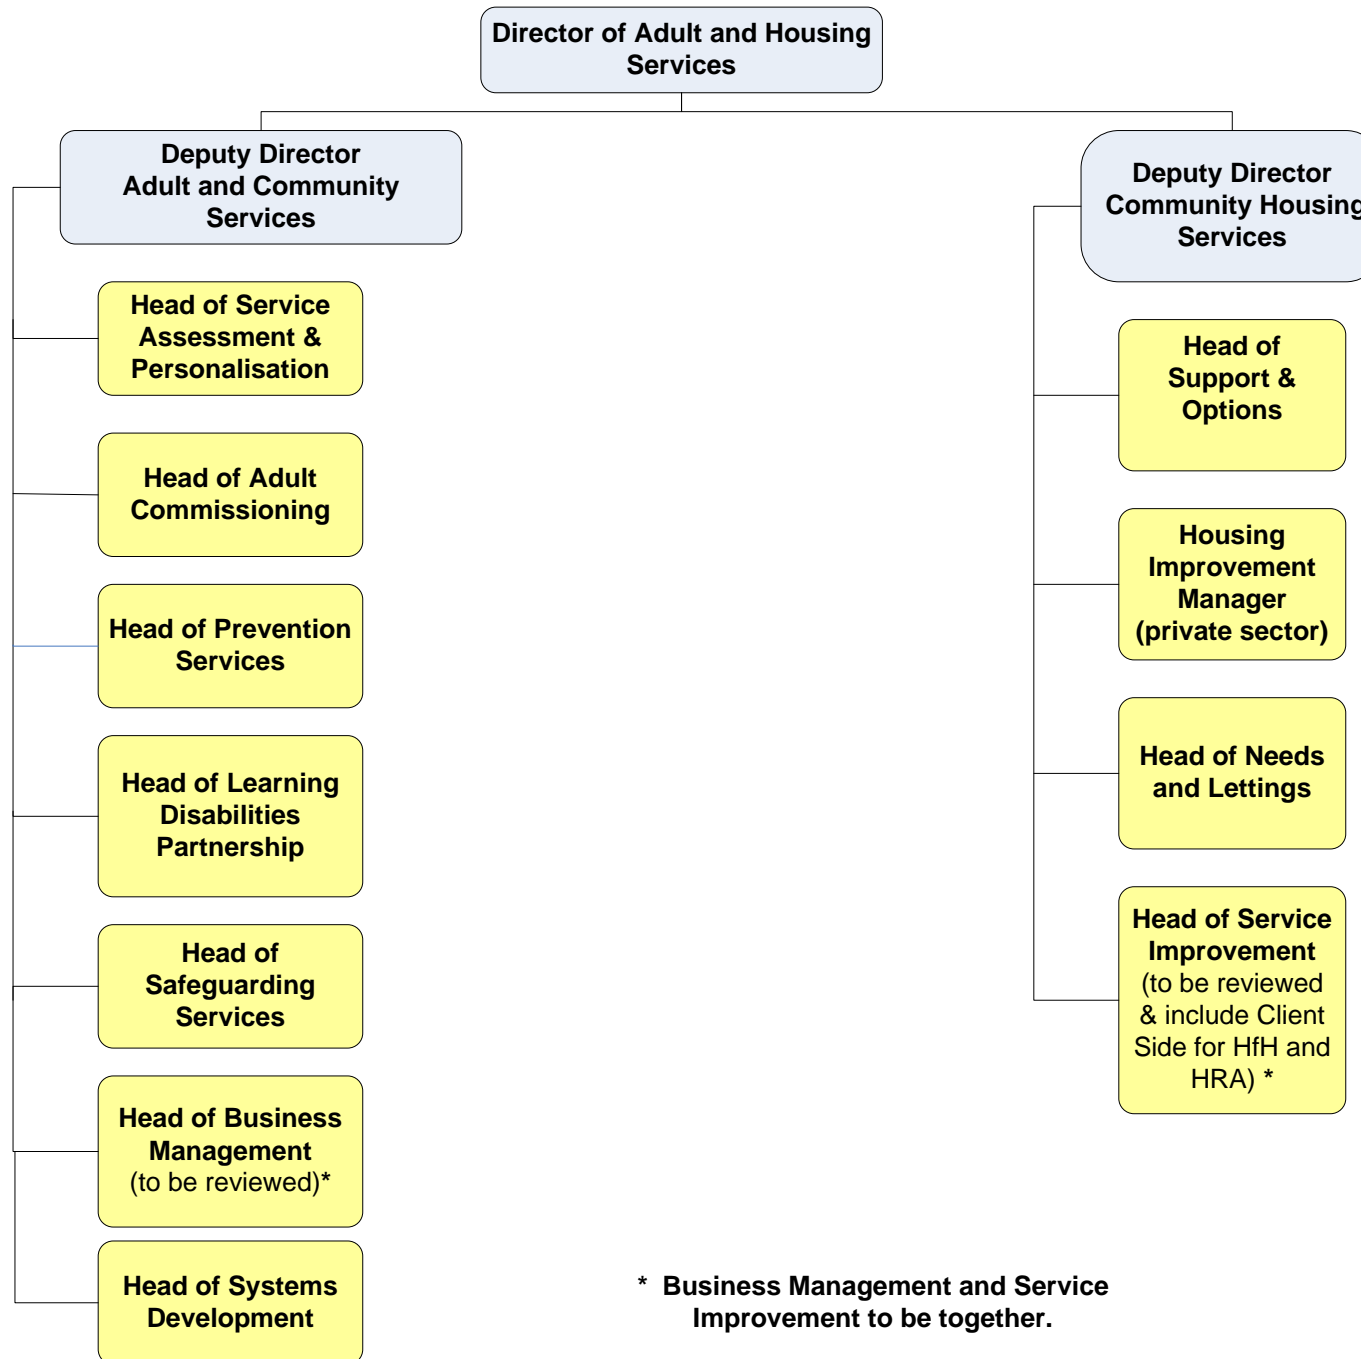 Director of Adult and Housing
Services
Deputy Director
Adult and Community
Services
Head of Service
Assessment &
Personalisation
Head of Adult
Commissioning
Head of Prevention
Services
Head of Learning
Disabilities
Partnership
Head of
Safeguarding
Services
Head of Business
Management
(to be reviewed)*
Head of Systems
Development
Deputy Director
Community Housing
Services
Head of
Support &
Options
Housing
Improvement
Manager
(private sector)
Head of Needs
and Lettings
Head of Service
Improvement
(to be reviewed
& include Client
Side for HfH and
HRA) *
* Business Management and Service
Improvement to be together.